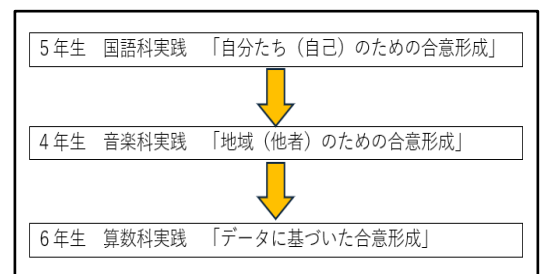 ５年生　国語科実践　「自分たち（自己）のための合意形成」
４年生　音楽科実践　「地域（他者）のための合意形成」
６年生　算数科実践　「データに基づいた合意形成」